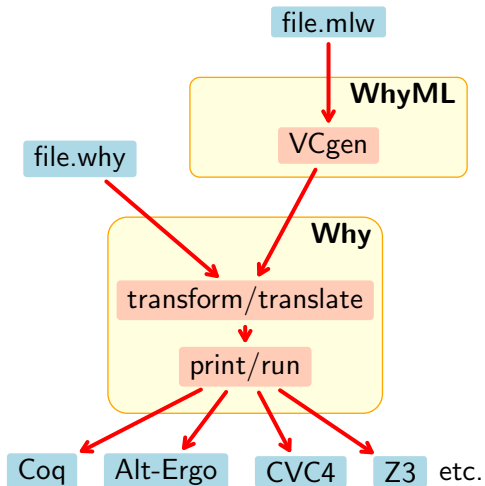 file.mlw
WhyML
VCgen
file.why
Why
transform/translate
print/run
Coq Alt-Ergo CVC4 Z3 etc.